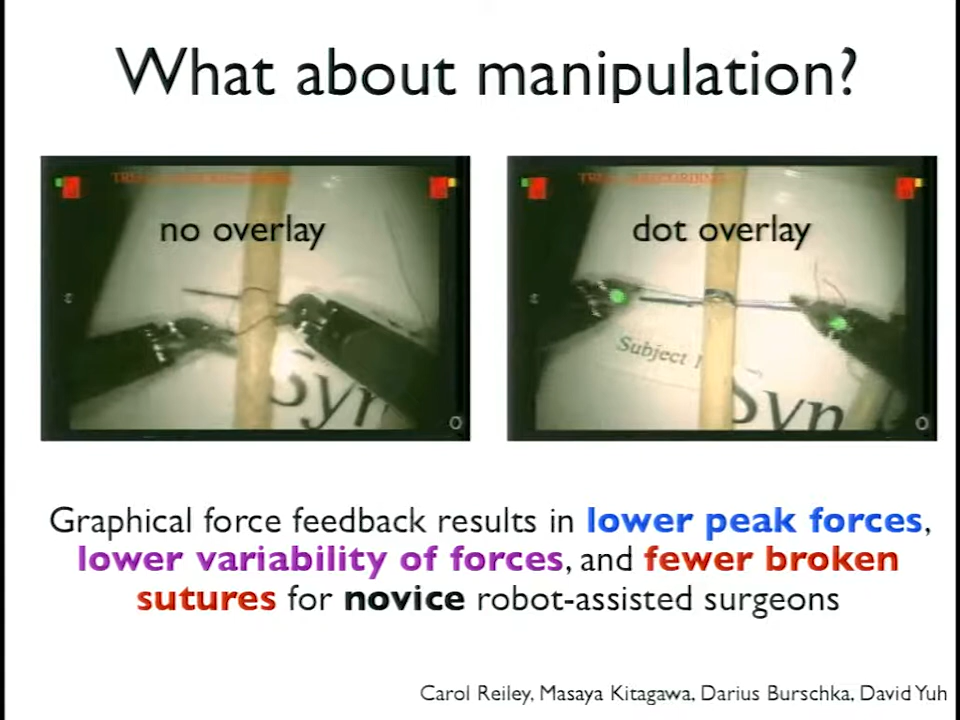 What about manipulation?
no overlay
dot overlay
Subject
Syn
Syn
Graphical force feedback results in lower peak forces,
lower variability of forces, and fewer broken
sutures for novice robot-assisted surgeons
Carol Reiley, Masaya Kitagawa, Darius Burschka, David Yuh